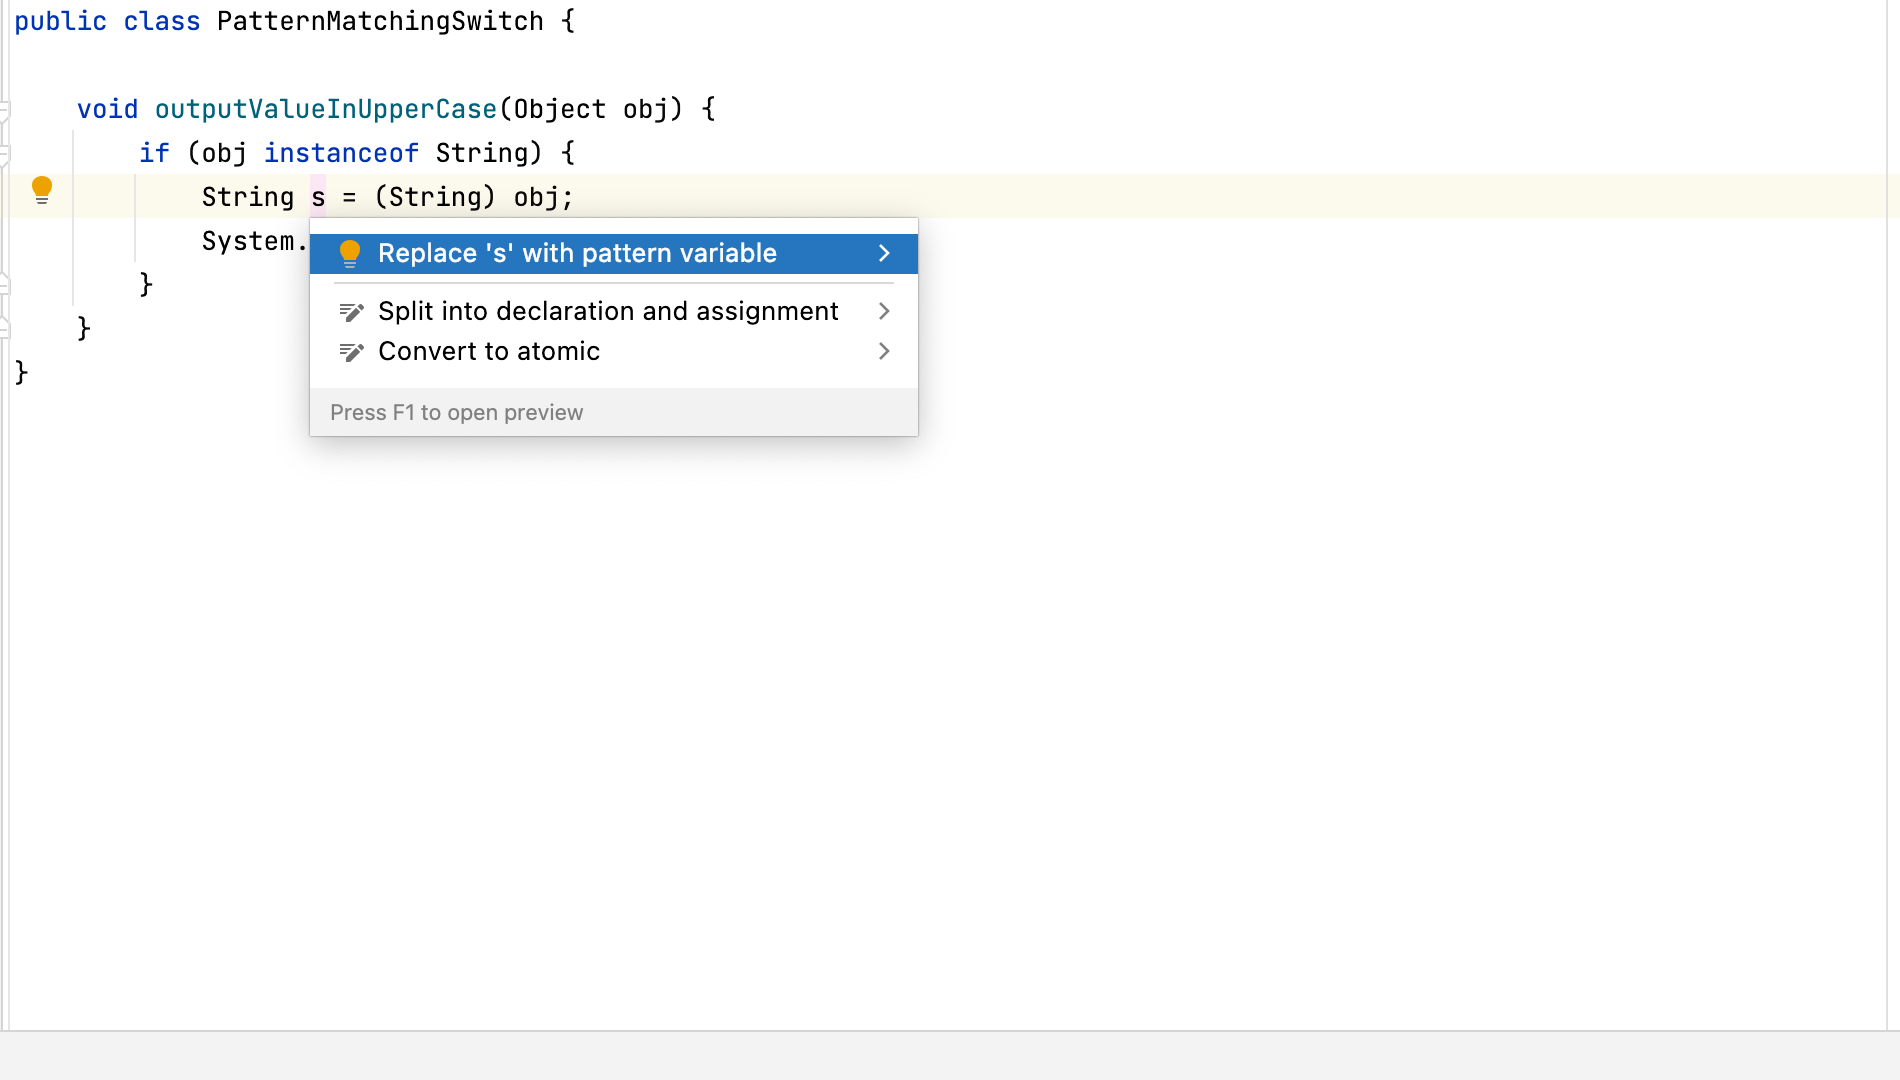 public class PatternMatchingSwitch {
void outputValueInUpperCase(Object obj) {
if (obj instanceof String) {
String s = (String) obj;
System.
}
}
}
Replace 's' with pattern variable
Split into declaration and assignment
Convert to atomic
Press F1 to open preview